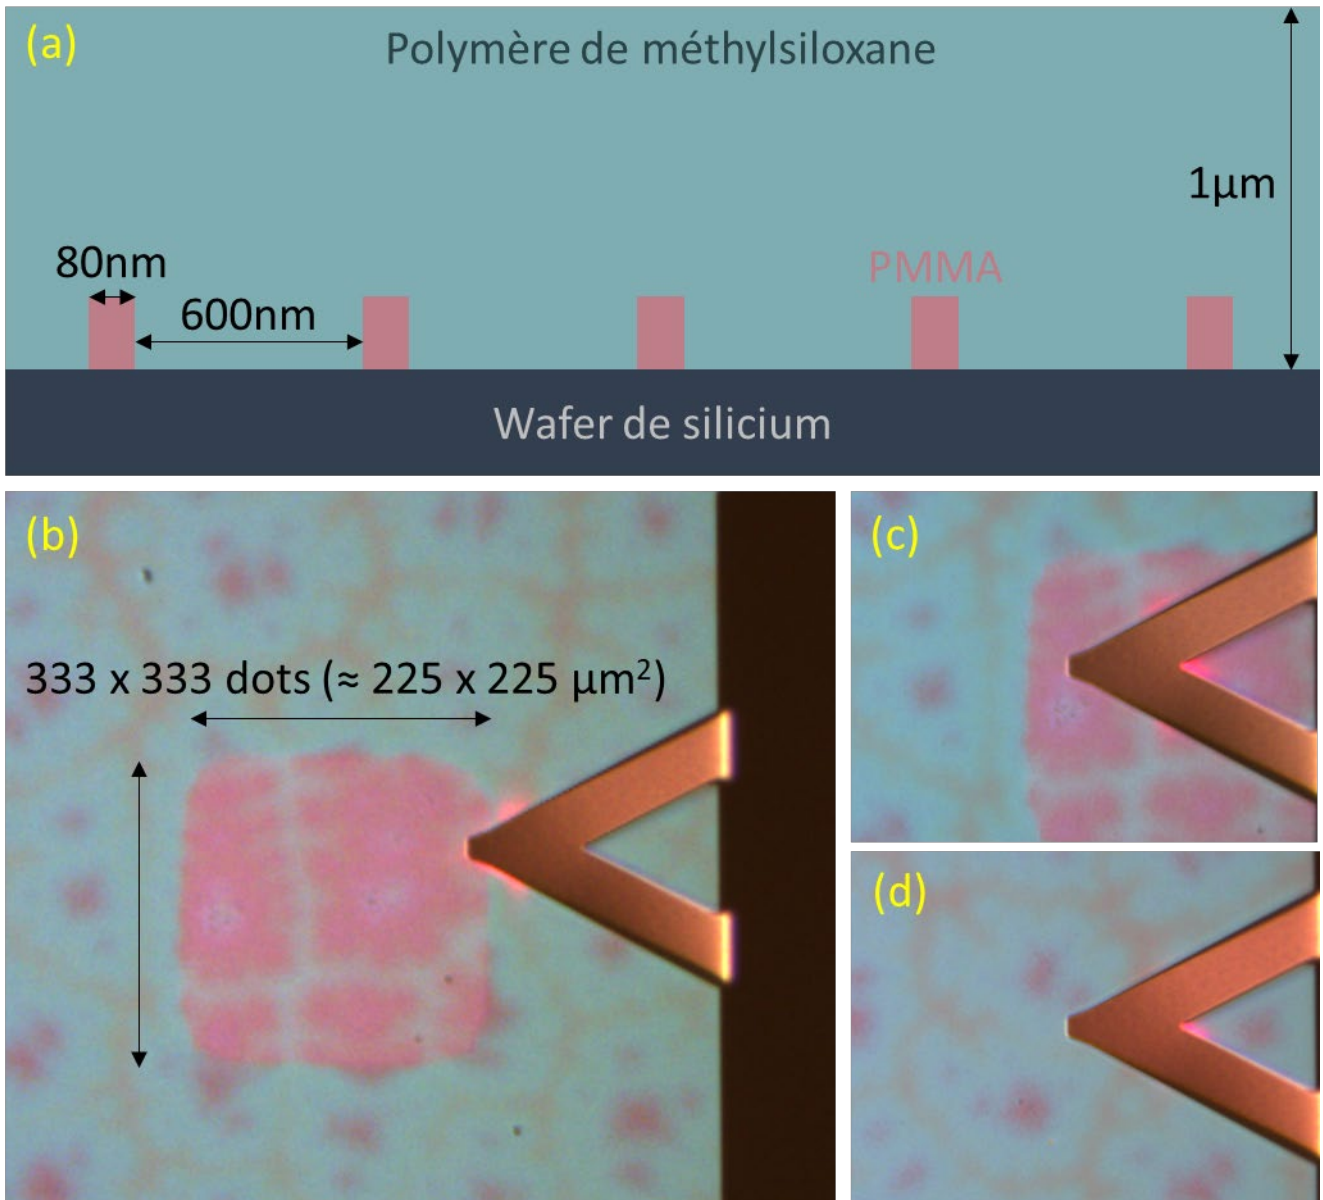 (a)
Polymère de méthylsiloxane
1µm
80nm
PMMA
600nm
Wafer de silicium
(b)
(c)
333 x 333 dots (≈ 225 x 225 µm²)
(d)